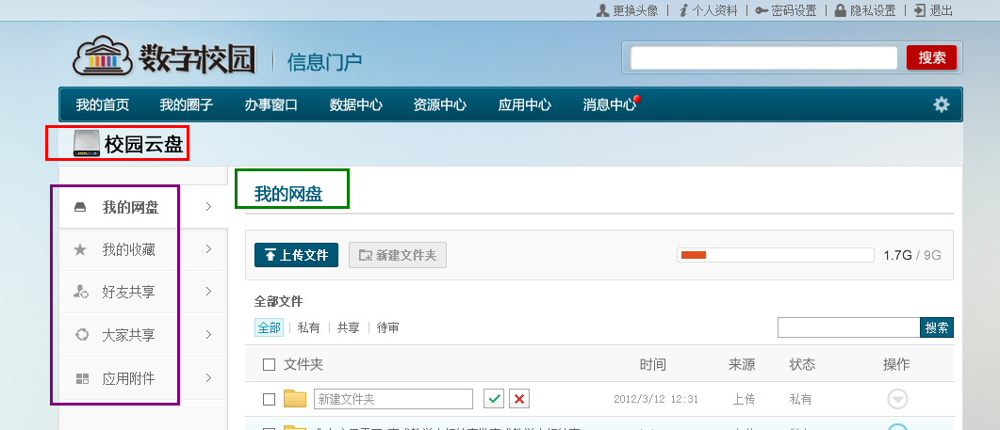 更换头像 | 个人资料 | 密码设置 | 隐私设置 | 退出
数字校园 信息门户 搜索
我的首页 我的圈子 办事窗口 数据中心 资源中心 应用中心 消息中心
校园云盘
我的网盘
我的收藏
好友共享
大家共享
应用附件
我的网盘
上传文件 新建文件夹 1.7G / 9G
全部文件
全部 | 私有 | 共享 | 待审 搜索
文件夹 时间 来源 状态 操作
新建文件夹 2012/3/12 12:31 上传 私有